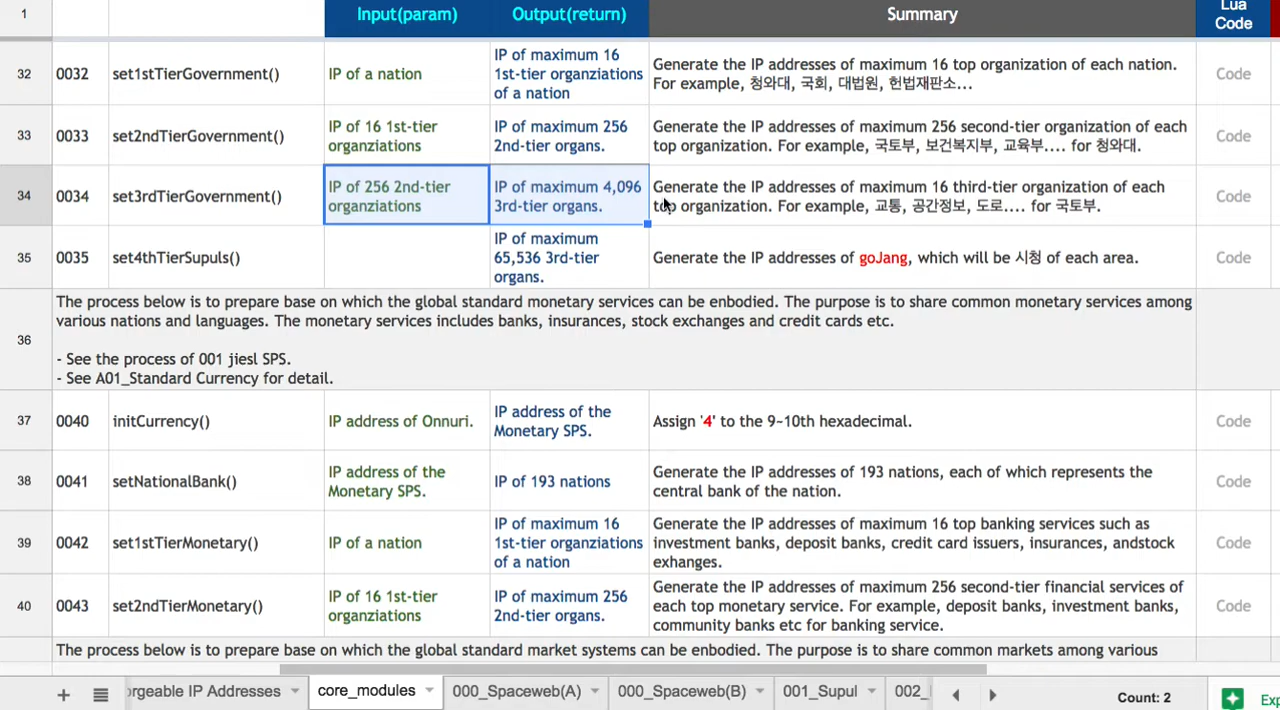 1 Input(param) Output(return) Summary Lua
Code
32 0032 set1stTierGovernment() IP of a nation IP of maximum 16
1st-tier organziations
of a nation Generate the IP addresses of maximum 16 top organization of each nation.
For example, 청와대, 국회, 대법원, 헌법재판소... Code
33 0033 set2ndTierGovernment() IP of 16 1st-tier
organziations IP of maximum 256
2nd-tier organs. Generate the IP addresses of maximum 256 second-tier organization of each
top organization. For example, 국토부, 보건복지부, 교육부.... for 청와대. Code
34 0034 set3rdTierGovernment() IP of 256 2nd-tier
organziations IP of maximum 4,096
3rd-tier organs. Generate the IP addresses of maximum 16 third-tier organization of each
top organization. For example, 교통, 공간정보, 도로.... for 국토부. Code
35 0035 set4thTierSupuls() IP of maximum
65,536 3rd-tier
organs. Generate the IP addresses of goJang, which will be 시청 of each area. Code
36 The process below is to prepare base on which the global standard monetary services can be enbodied. The purpose is to share common monetary services among
various nations and languages. The monetary services includes banks, insurances, stock exchanges and credit cards etc.
- See the process of 001 jiesl SPS.
- See A01_Standard Currency for detail.
37 0040 initCurrency() IP address of Onnuri. IP address of the
Monetary SPS. Assign '4' to the 9~10th hexadecimal. Code
38 0041 setNationalBank() IP address of the
Monetary SPS. IP of 193 nations Generate the IP addresses of 193 nations, each of which represents the
central bank of the nation. Code
39 0042 set1stTierMonetary() IP of a nation IP of maximum 16
1st-tier organziations
of a nation Generate the IP addresses of maximum 16 top banking services such as
investment banks, deposit banks, credit card issuers, insurances, andstock
exhanges. Code
40 0043 set2ndTierMonetary() IP of 16 1st-tier
organziations IP of maximum 256
2nd-tier organs. Generate the IP addresses of maximum 256 second-tier financial services of
each top monetary service. For example, deposit banks, investment banks,
community banks etc for banking service. Code
The process below is to prepare base on which the global standard market systems can be enbodied. The purpose is to share common markets among various
orgeable IP Addresses core_modules 000_Spaceweb(A) 000_Spaceweb(B) 001_Supul 002_ Count: 2 Exp